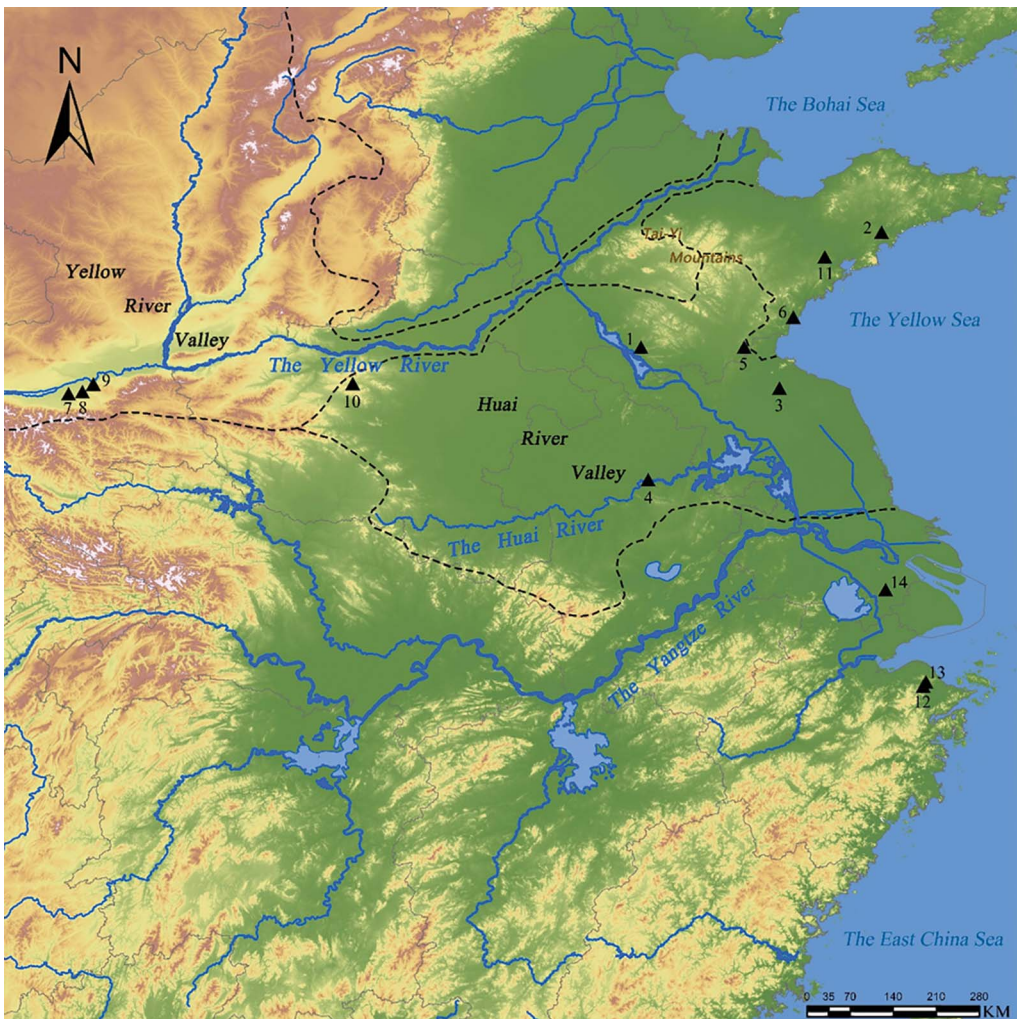 N
The Bohai Sea
2
Tai-Yi
Mountains
11
Yellow
River
Valley
6
The Yellow Sea
1
5
The Yellow River
9
7
8
10
3
Huai
River
Valley
4
The Huai River
14
The Yangtze River
13
12
The East China Sea
0 35 70 140 210 280
KM